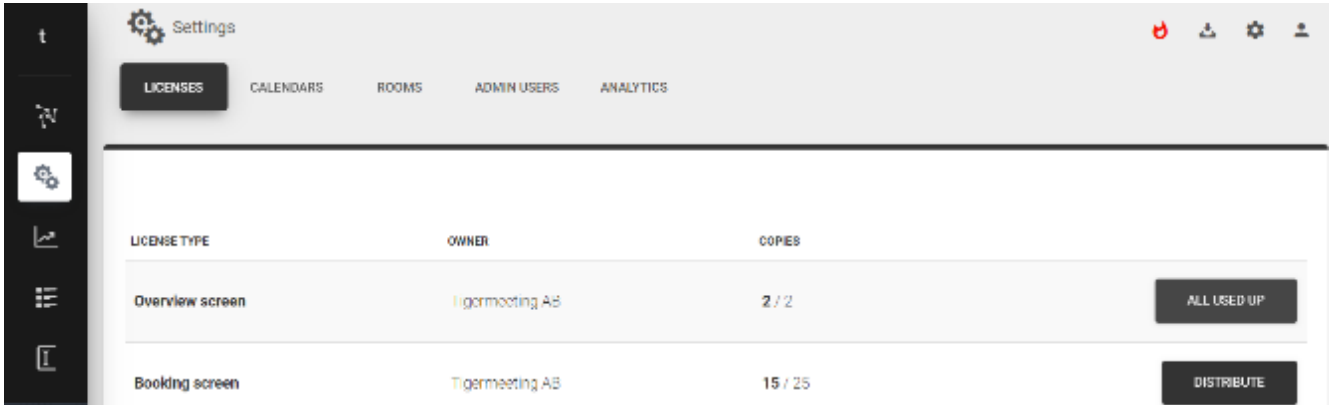 t
Settings
LICENSES CALENDARS ROOMS ADMIN USERS ANALYTICS
LICENSE TYPE OWNER COPIES
Overview screen Tigermeeting AB 2 / 2 ALL USED UP
Booking screen Tigermeeting AB 15 / 25 DISTRIBUTE